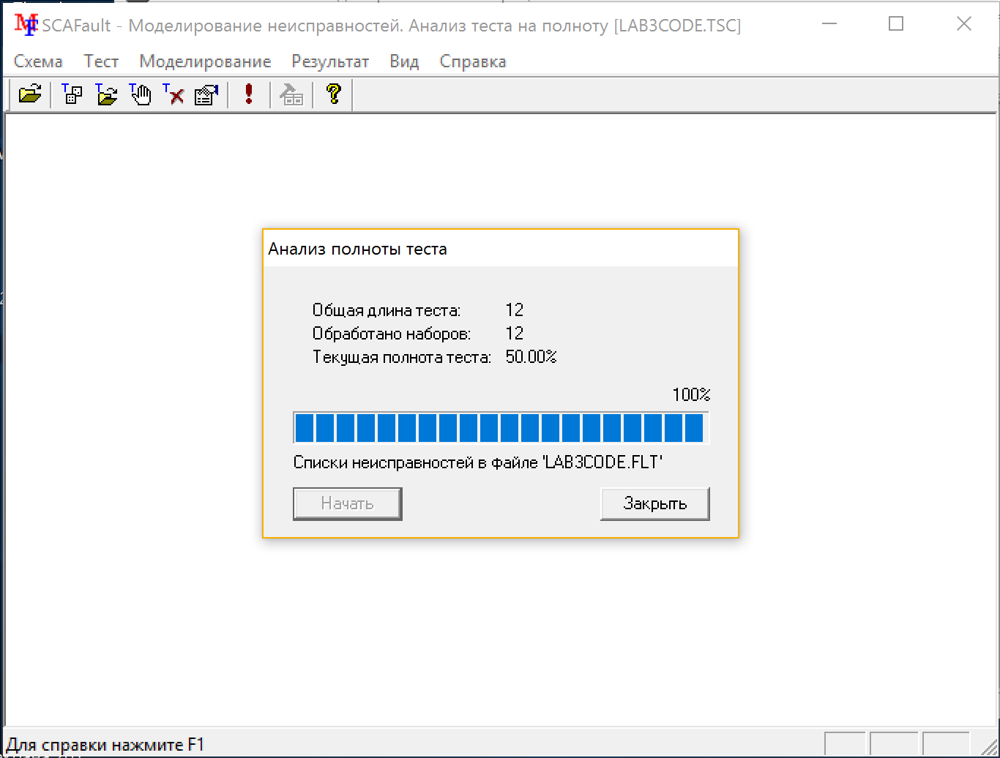 SCAFault - Моделирование неисправностей. Анализ теста на полноту [LAB3CODE.TSC]
Схема Тест Моделирование Результат Вид Справка
Анализ полноты теста
Общая длина теста: 12
Обработано наборов: 12
Текущая полнота теста: 50.00%
100%
Списки неисправностей в файле 'LAB3CODE.FLT'
Начать Закрыть
Для справки нажмите F1